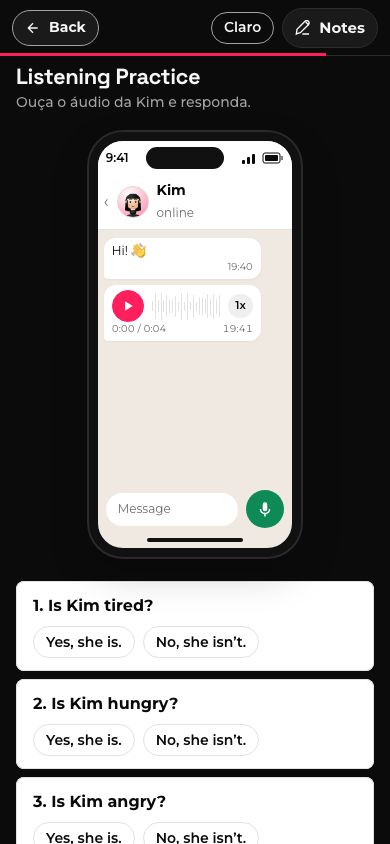 Back
Claro
Notes
Listening Practice
Ouça o áudio da Kim e responda.
9:41
Kim
online
Hi! 👋
19:40
1x
0:00 / 0:04
19:41
Message
1. Is Kim tired?
Yes, she is.
No, she isn't.
2. Is Kim hungry?
Yes, she is.
No, she isn't.
3. Is Kim angry?
Yes, she is.
No, she isn't.